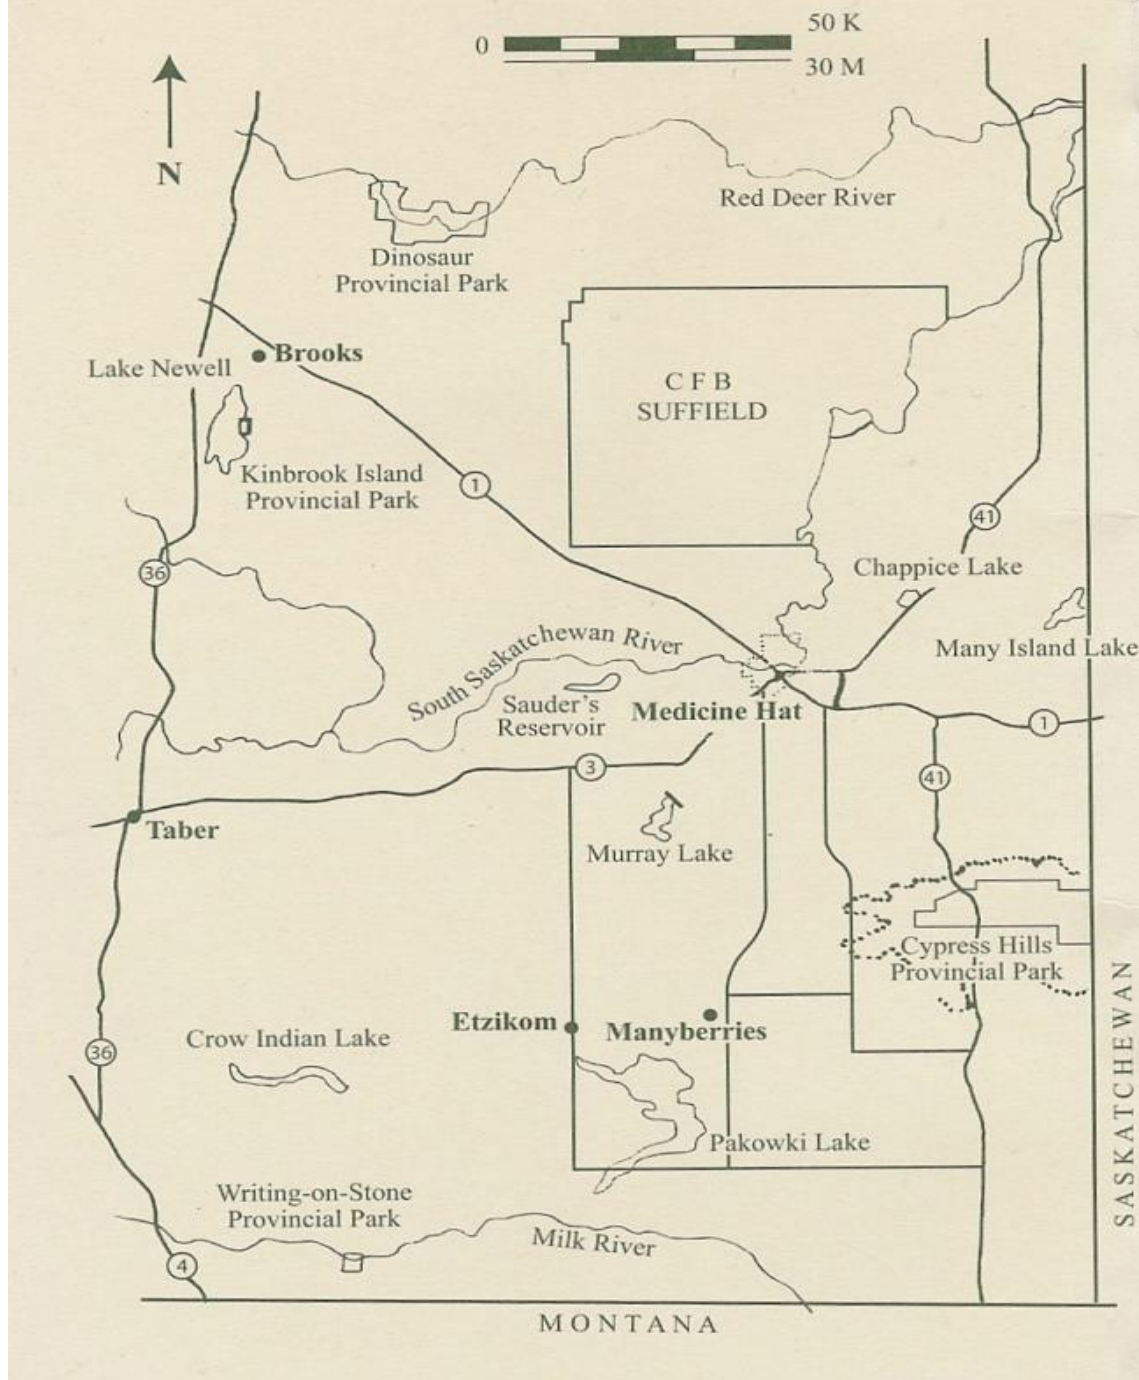 50 K
0
30 M
N
Red Deer River
Dinosaur
Provincial Park
Brooks
Lake Newell
C F B
SUFFIELD
Kinbrook Island
Provincial Park
1
41
36
Chappice Lake
South Saskatchewan River
Many Island Lake
Sauder's
Reservoir
Medicine Hat
1
3
41
Taber
Murray Lake
Cypress Hills
Provincial Park
Etzikom
Manyberries
Crow Indian Lake
36
SASKATCHEWAN
Pakowki Lake
Writing-on-Stone
Provincial Park
Milk River
4
MONTANA